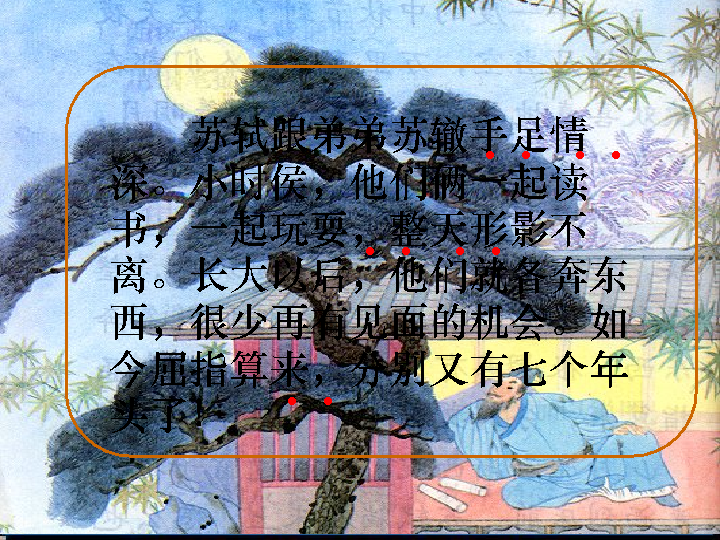 苏轼跟弟弟苏辙手足情
深。小时侯，他们俩一起读
书，一起玩耍，整天形影不
离。长大以后，他们就各奔东
西，很少再有见面的机会。如
今屈指算来，分别又有七个年
头了！